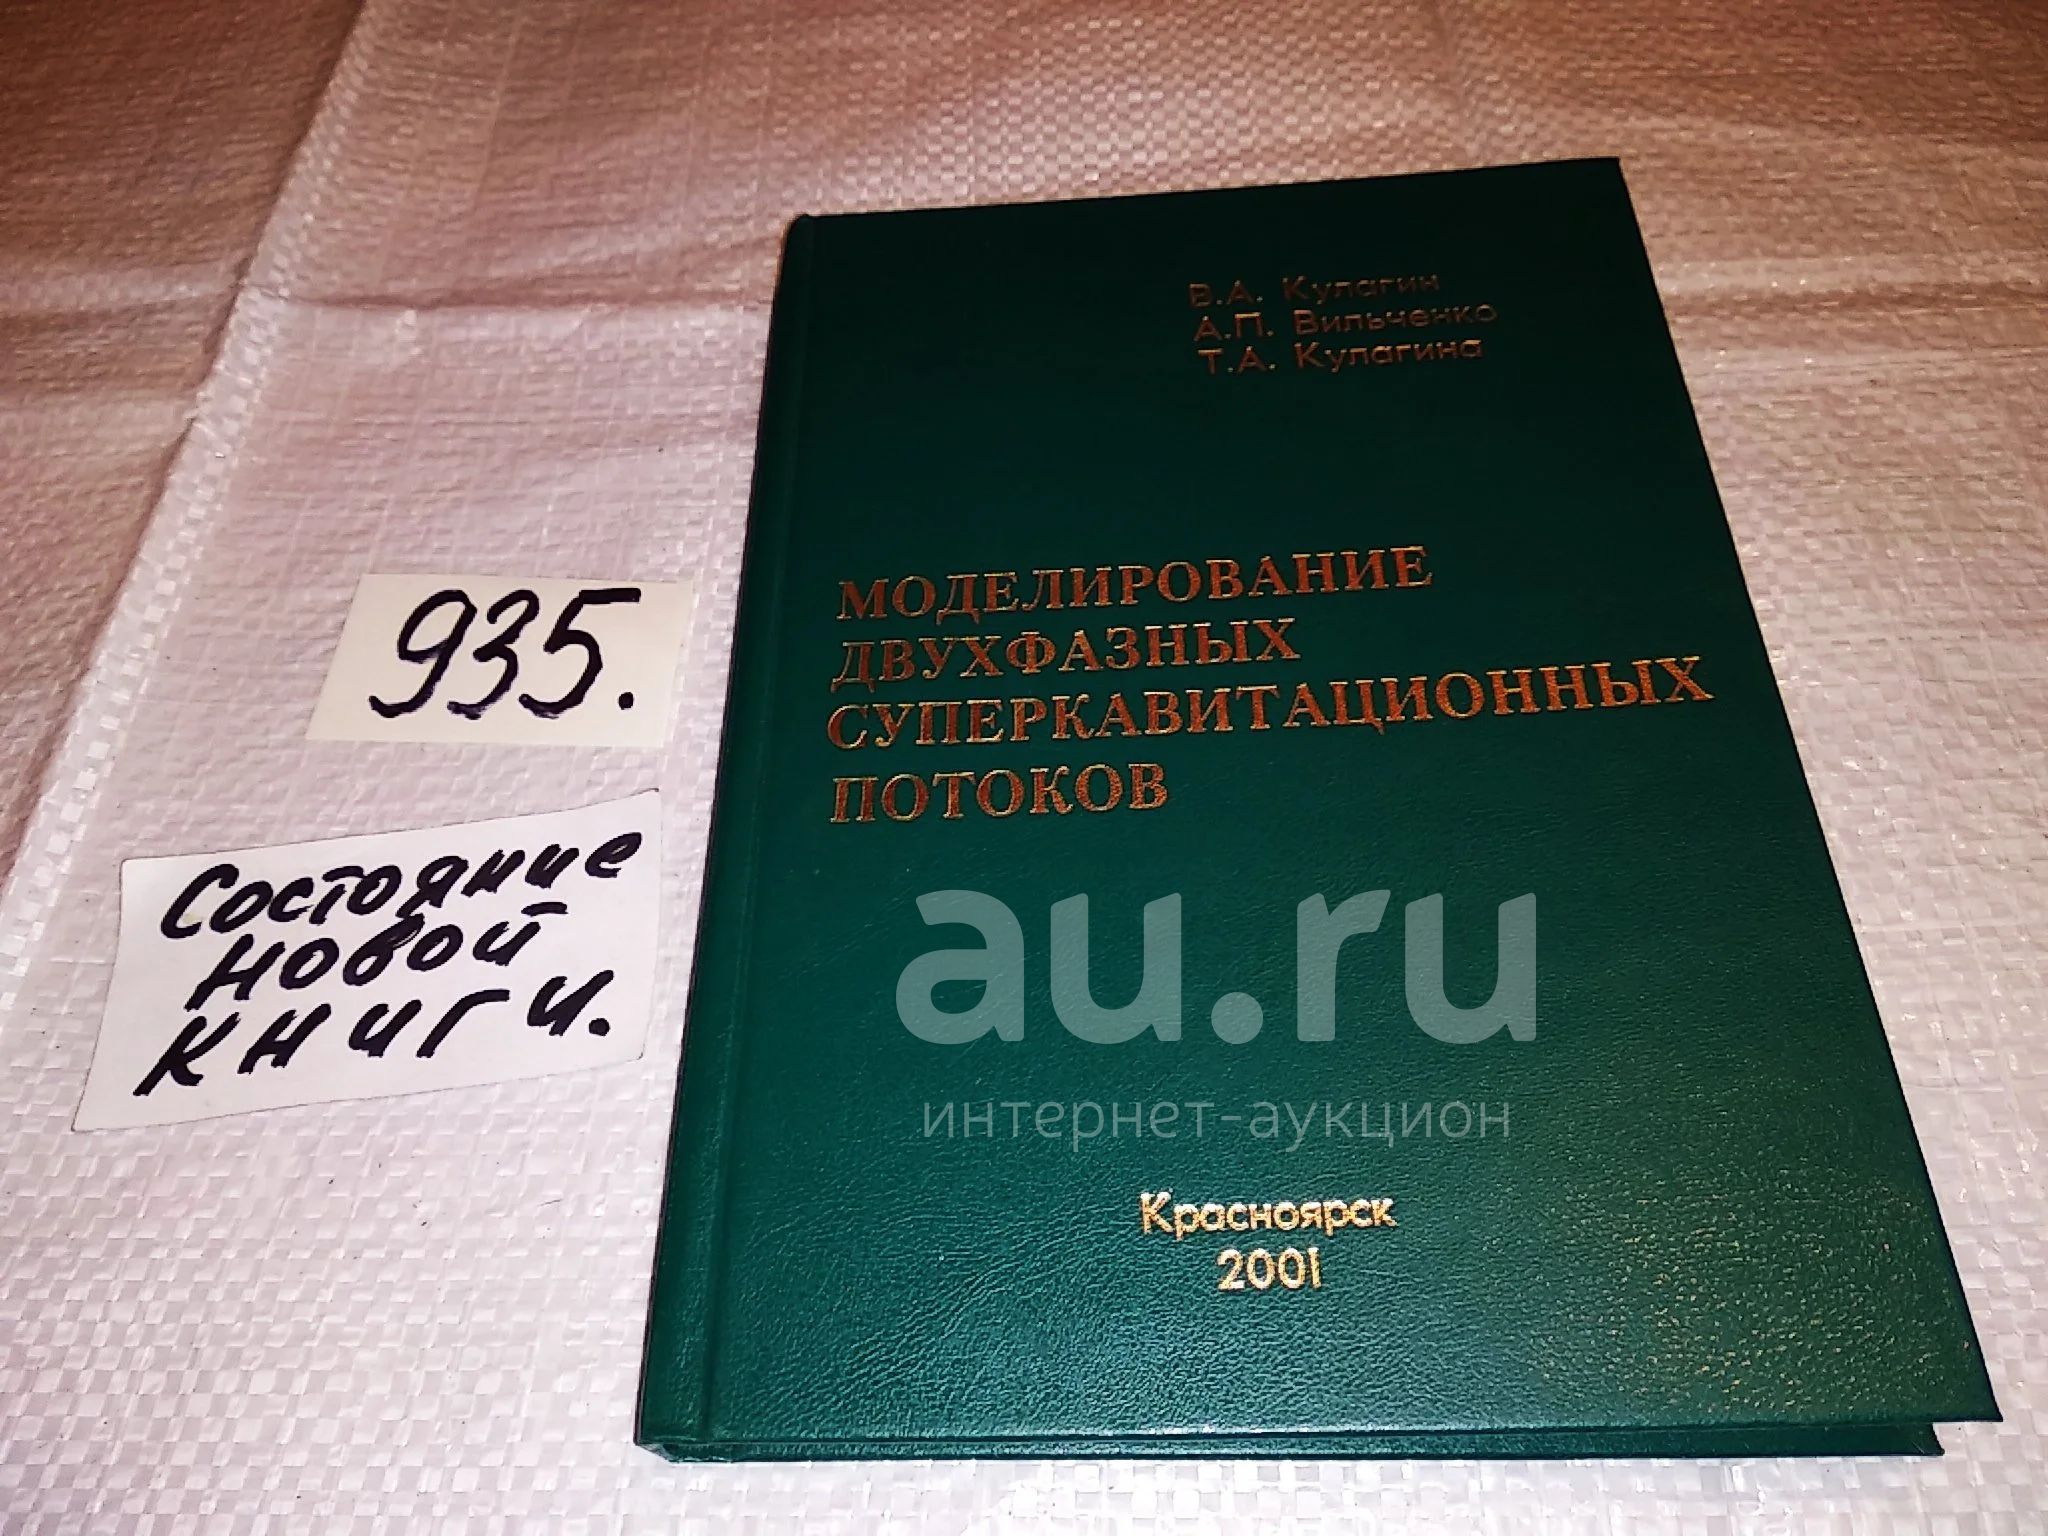 В.А. Кулагин
А.П. Вильченко
Т.А. Кулагина
МОДЕЛИРОВАНИЕ
ДВУХФАЗНЫХ
СУПЕРКАВИТАЦИОННЫХ
ПОТОКОВ
935.
Состояние
новой
книги.
au.ru
интернет-аукцион
Красноярск
2001